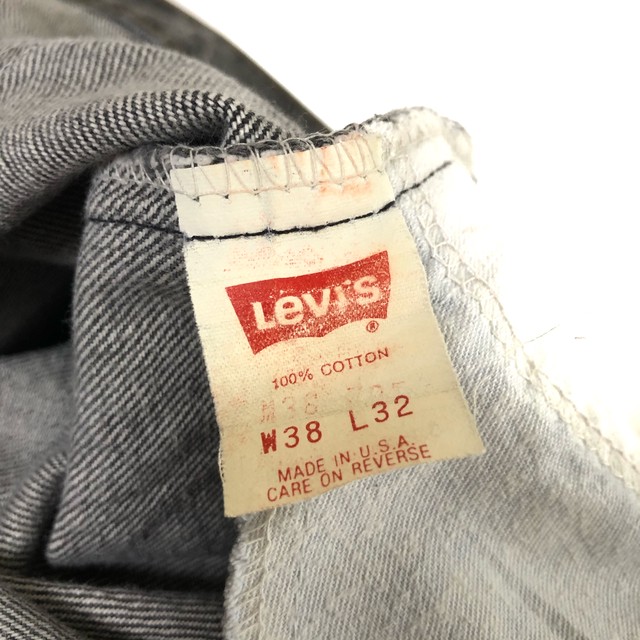 Levi's
®
100% COTTON
W38 L32
MADE IN U.S.A.
CARE ON REVERSE